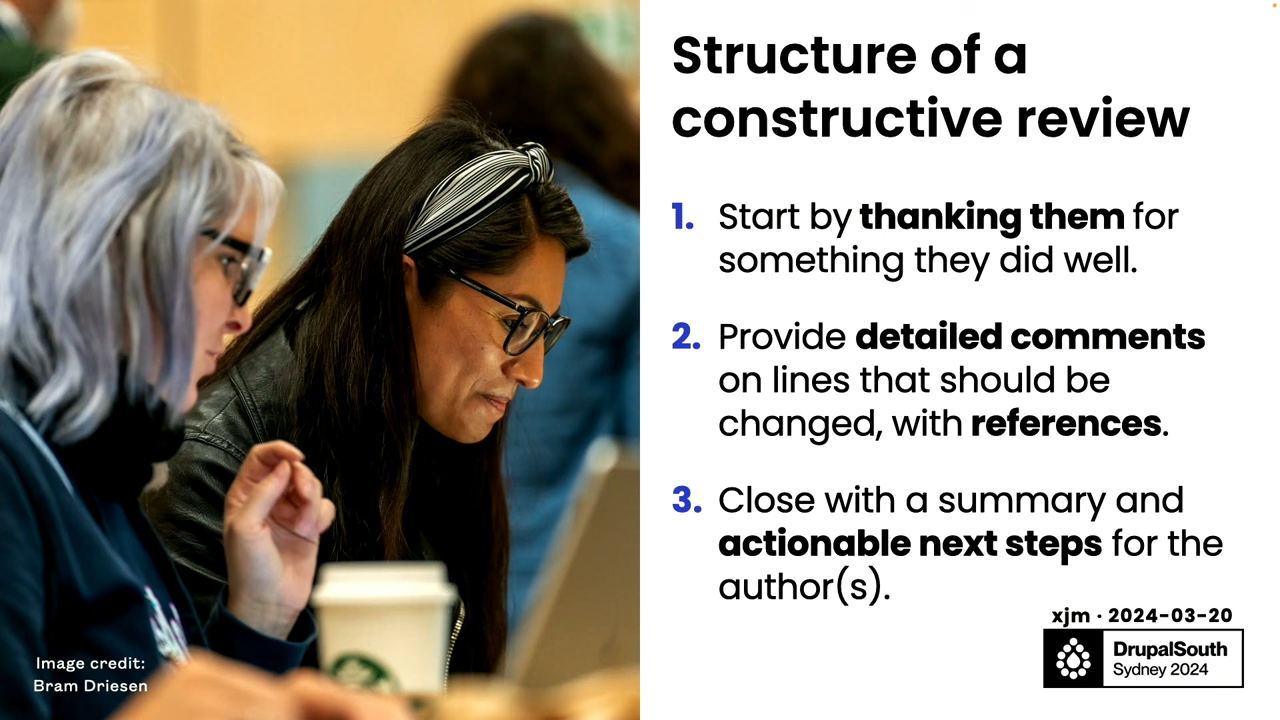 Structure of a
constructive review
1. Start by thanking them for
something they did well.
2. Provide detailed comments
on lines that should be
changed, with references.
3. Close with a summary and
actionable next steps for the
author(s).
xjm · 2024-03-20
DrupalSouth
Sydney 2024
Image credit:
Bram Driesen